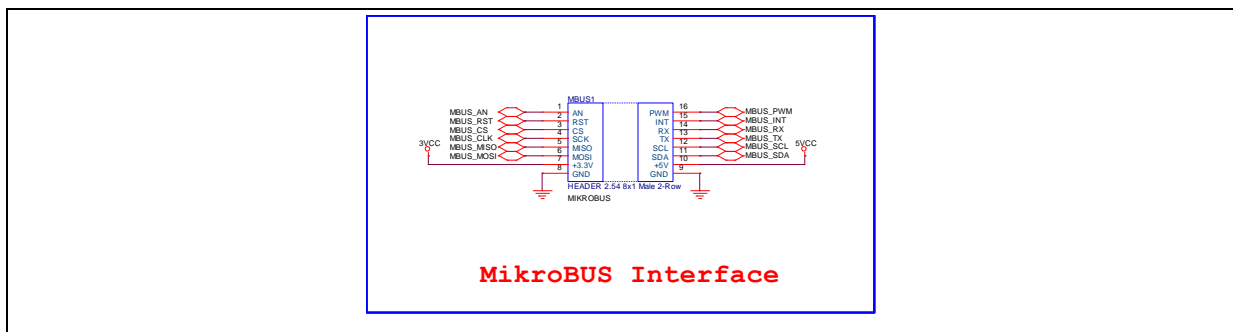 MBUS1
1 AN PWM 16
MBUS_AN MBUS_PWM
2 RST INT 15
MBUS_RST MBUS_INT
3 CS RX 14
MBUS_CS MBUS_RX
4 SCK TX 13
MBUS_CLK MBUS_TX
3VCC 5 MISO SCL 12 5VCC
MBUS_MISO MBUS_SCL
6 MOSI SDA 11
MBUS_MOSI MBUS_SDA
7 +3.3V +5V 10
8 GND GND 9
HEADER 2.54 8x1 Male 2-Row
MIKROBUS
MikroBUS Interface